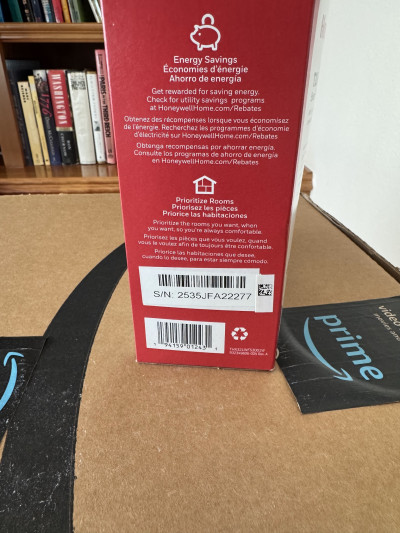 Energy Savings
Économies d'énergie
Ahorro de energía
Get rewarded for saving energy.
Check for utility savings programs
at HoneywellHome.com/Rebates
Obtenez des récompenses lorsque vous économisez
de l'énergie. Recherchez les programmes d'économie
d'électricité sur HoneywellHome.com/Rebates
Obtenga recompensas por ahorrar energía.
Consulte los programas de ahorro de energía
en HoneywellHome.com/Rebates
Prioritize Rooms
Priorisez les pièces
Priorice las habitaciones
Prioritize the rooms you want, when
you want, so you're always comfortable.
Priorisez les pièces que vous voulez, quand
vous le voulez afin de toujours être confortable.
Priorice las habitaciones que desee,
cuando lo desee, para estar siempre cómodo.
S/N: 2535JFA22277
video
prime